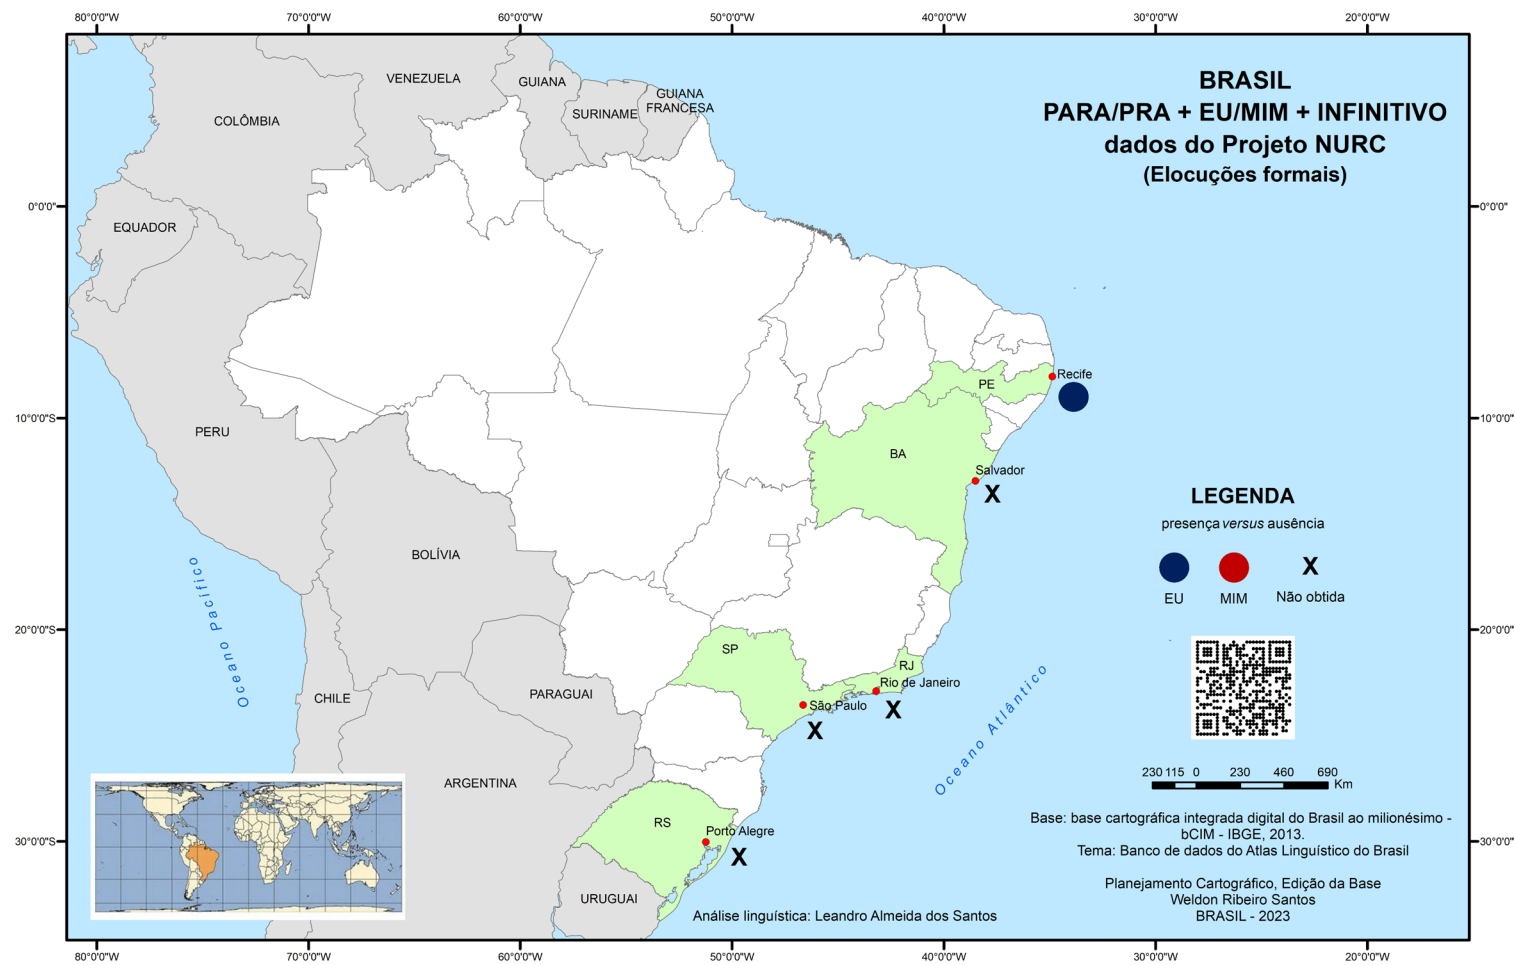 80°0'0"W
70°0'0"W
60°0'0"W
50°0'0"W
40°0'0"W
30°0'0"W
20°0'0"W
BRASIL
PARA/PRA + EU/MIM + INFINITIVO
dados do Projeto NURC
(Elocuções formais)
VENEZUELA
GUIANA
SURINAME
GUIANA
FRANCESA
COLÔMBIA
0°0'0"
0°0'0"
EQUADOR
PERU
Recife
PE
10°0'0"S
10°0'0"S
BA
Salvador
X
LEGENDA
presença versus ausência
X
EU
MIM
Não obtida
BOLÍVIA
Oceano Pacífico
20°0'0"S
20°0'0"S
SP
RJ
Rio de Janeiro
X
São Paulo
X
PARAGUAI
CHILE
Oceano Atlântico
ARGENTINA
230 115 0 230 460 690
Km
RS
Porto Alegre
X
30°0'0"S
30°0'0"S
Base: base cartográfica integrada digital do Brasil ao milionésimo -
bCIM - IBGE, 2013.
Tema: Banco de dados do Atlas Linguístico do Brasil
Planejamento Cartográfico, Edição da Base
Weldon Ribeiro Santos
BRASIL - 2023
URUGUAI
Análise linguística: Leandro Almeida dos Santos
80°0'0"W
70°0'0"W
60°0'0"W
50°0'0"W
40°0'0"W
30°0'0"W
20°0'0"W